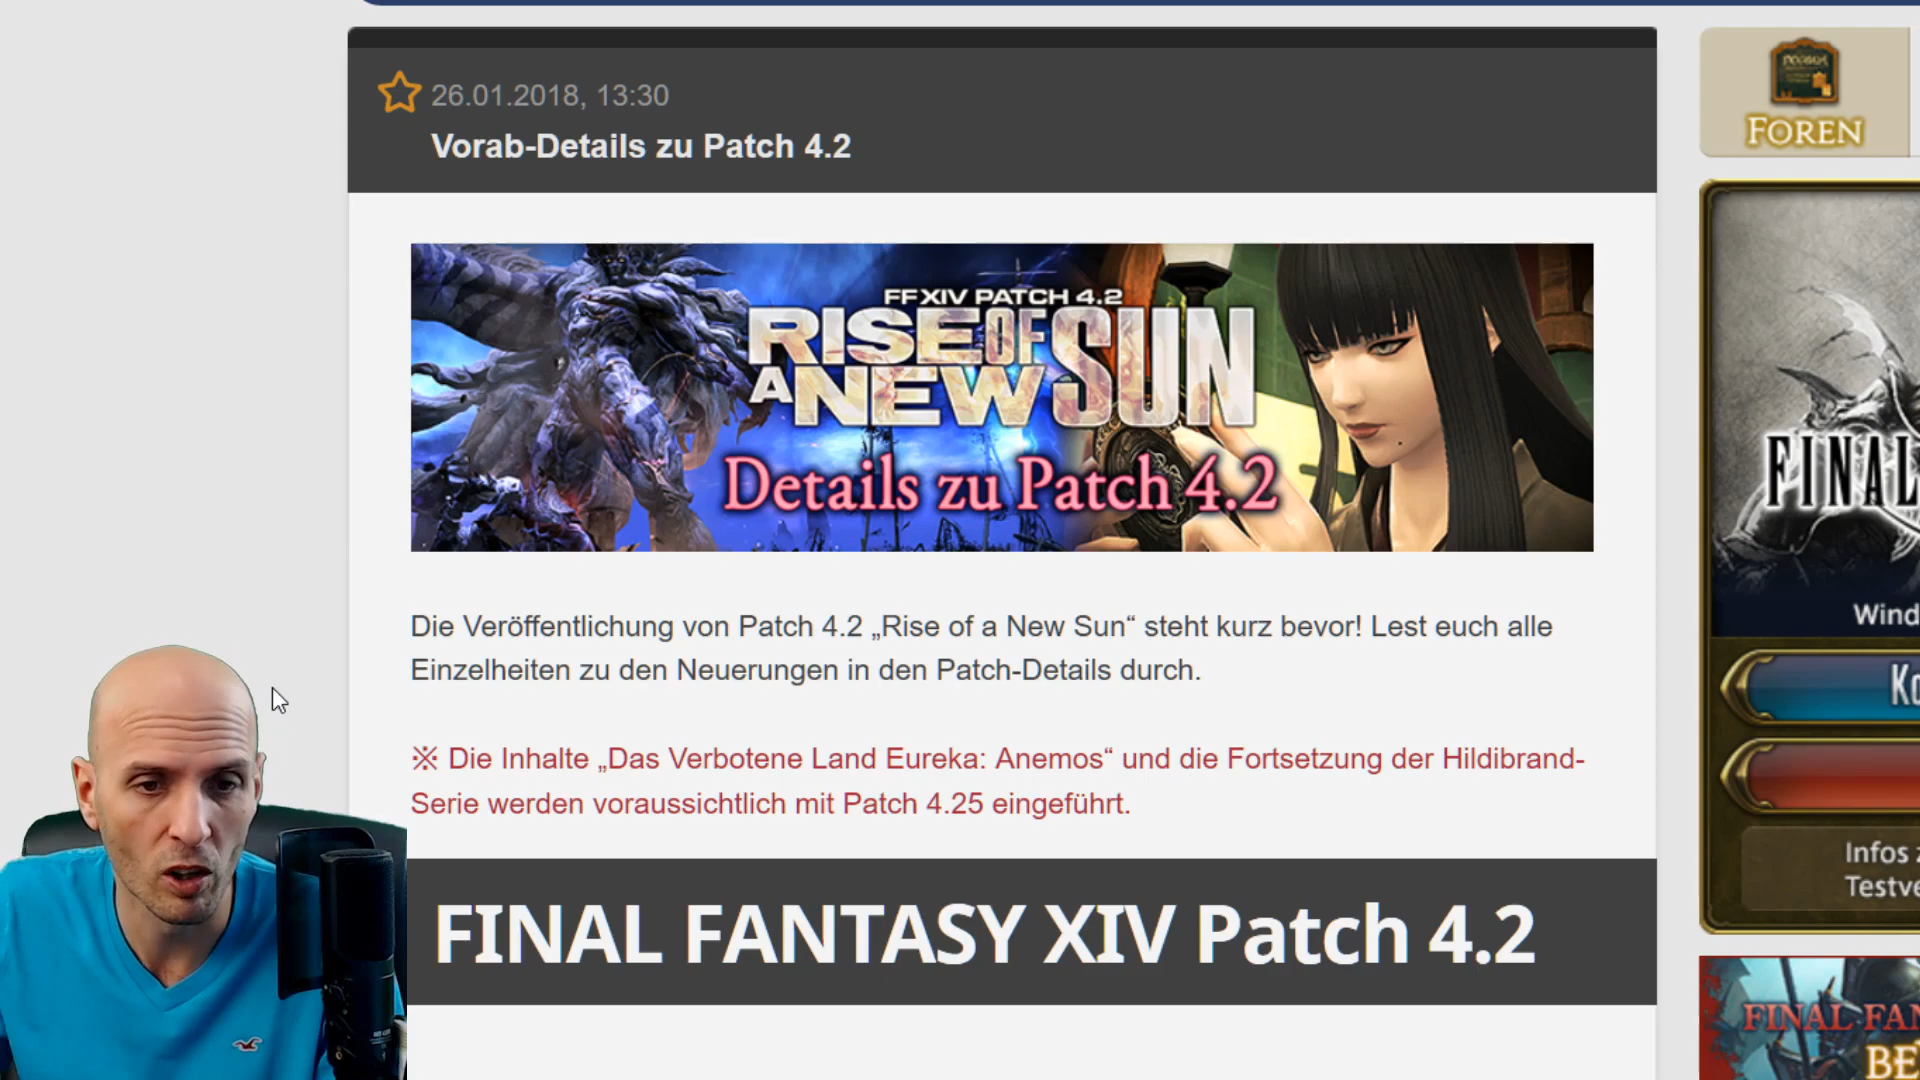 26.01.2018, 13:30
Vorab-Details zu Patch 4.2
FFXIV PATCH 4.2
RISE OF
A NEW SUN
Details zu Patch 4.2
Die Veröffentlichung von Patch 4.2 „Rise of a New Sun“ steht kurz bevor! Lest euch alle
Einzelheiten zu den Neuerungen in den Patch-Details durch.
※ Die Inhalte „Das Verbotene Land Eureka: Anemos“ und die Fortsetzung der Hildibrand-
Serie werden voraussichtlich mit Patch 4.25 eingeführt.
FINAL FANTASY XIV Patch 4.2
FOREN
FINAL
Wind
Infos
FINAL